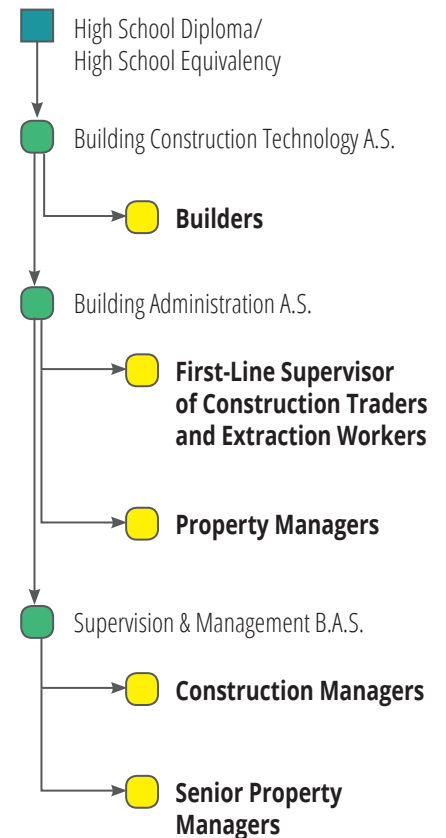 High School Diploma/
High School Equivalency
Building Construction Technology A.S.
Builders
Building Administration A.S.
First-Line Supervisor
of Construction Traders
and Extraction Workers
Property Managers
Supervision & Management B.A.S.
Construction Managers
Senior Property
Managers